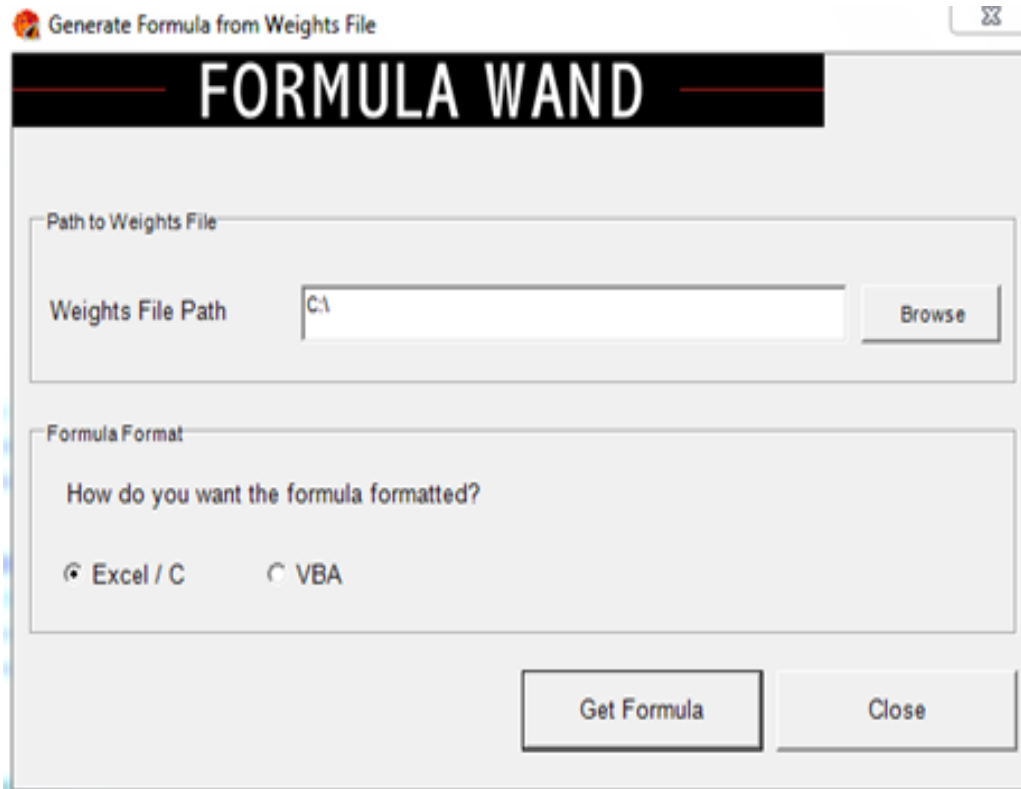 Generate Formula from Weights File
FORMULA WAND
Path to Weights File
Weights File Path
C:\
Browse
Formula Format
How do you want the formula formatted?
Excel / C
VBA
Get Formula
Close